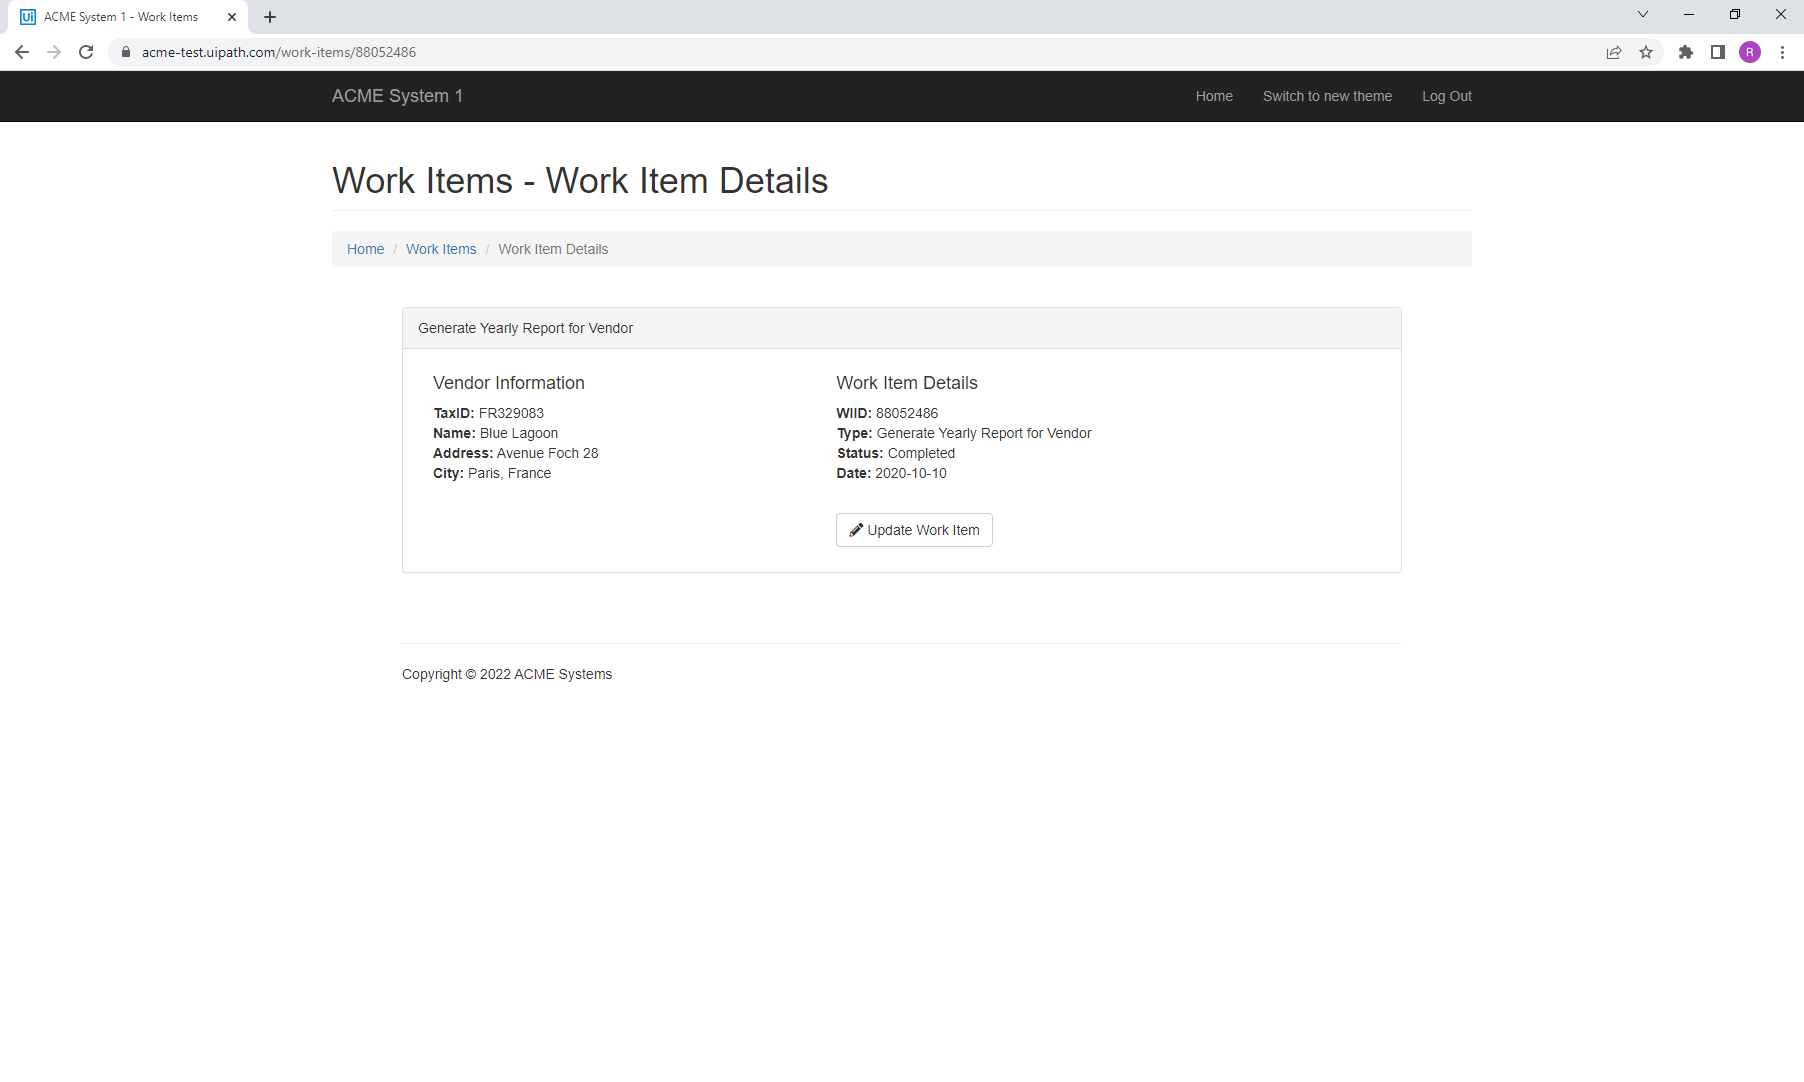 Ui ACME System 1 - Work Items
acme-test.uipath.com/work-items/88052486
R
ACME System 1 Home Switch to new theme Log Out
Work Items - Work Item Details
Home / Work Items / Work Item Details
Generate Yearly Report for Vendor
Vendor Information
TaxID: FR329083
Name: Blue Lagoon
Address: Avenue Foch 28
City: Paris, France
Work Item Details
WIID: 88052486
Type: Generate Yearly Report for Vendor
Status: Completed
Date: 2020-10-10
Update Work Item
Copyright © 2022 ACME Systems